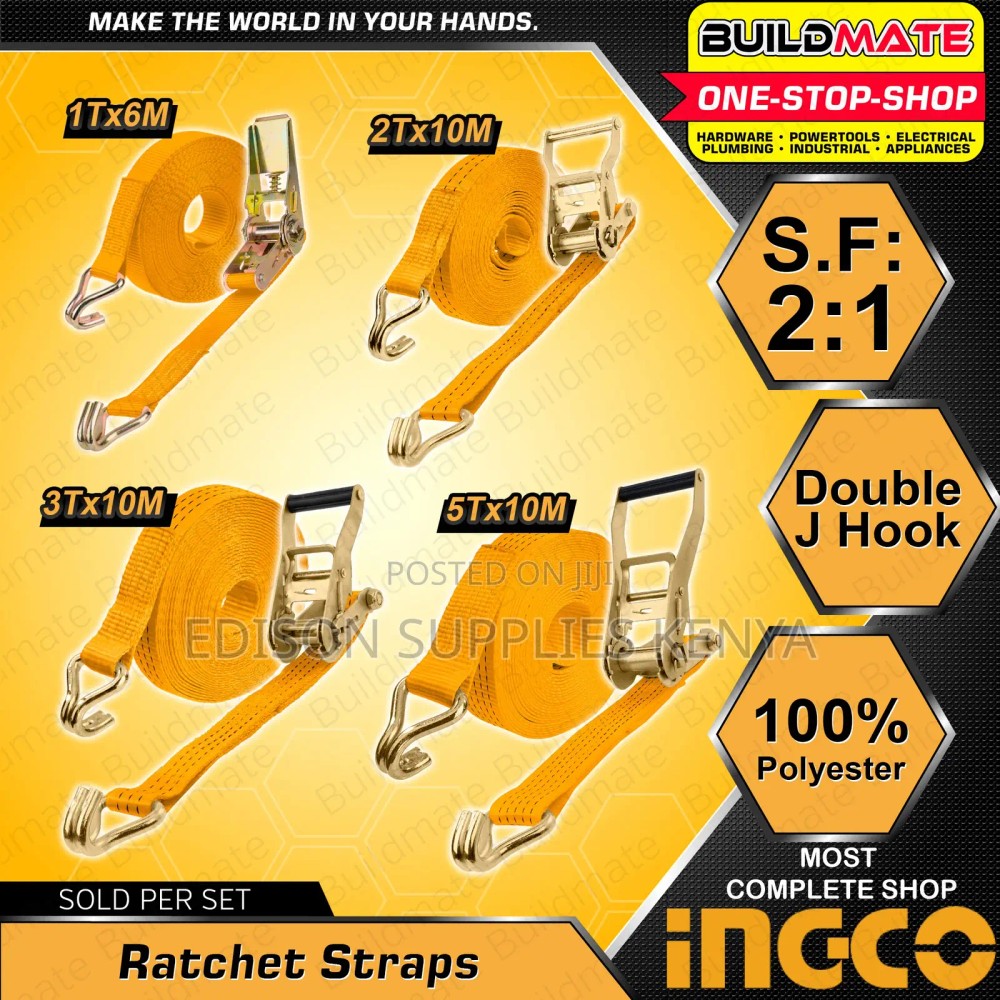 MAKE THE WORLD IN YOUR HANDS.
BUILDMATE
ONE-STOP-SHOP
HARDWARE • POWERTOOLS • ELECTRICAL
PLUMBING • INDUSTRIAL • APPLIANCES
1Tx6M
2Tx10M
S.F:
2:1
3Tx10M
5Tx10M
Double
J Hook
POSTED ON JIJI
EDISON SUPPLIES KENYA
100%
Polyester
MOST
COMPLETE SHOP
INGCO
SOLD PER SET
Ratchet Straps
Buildmate